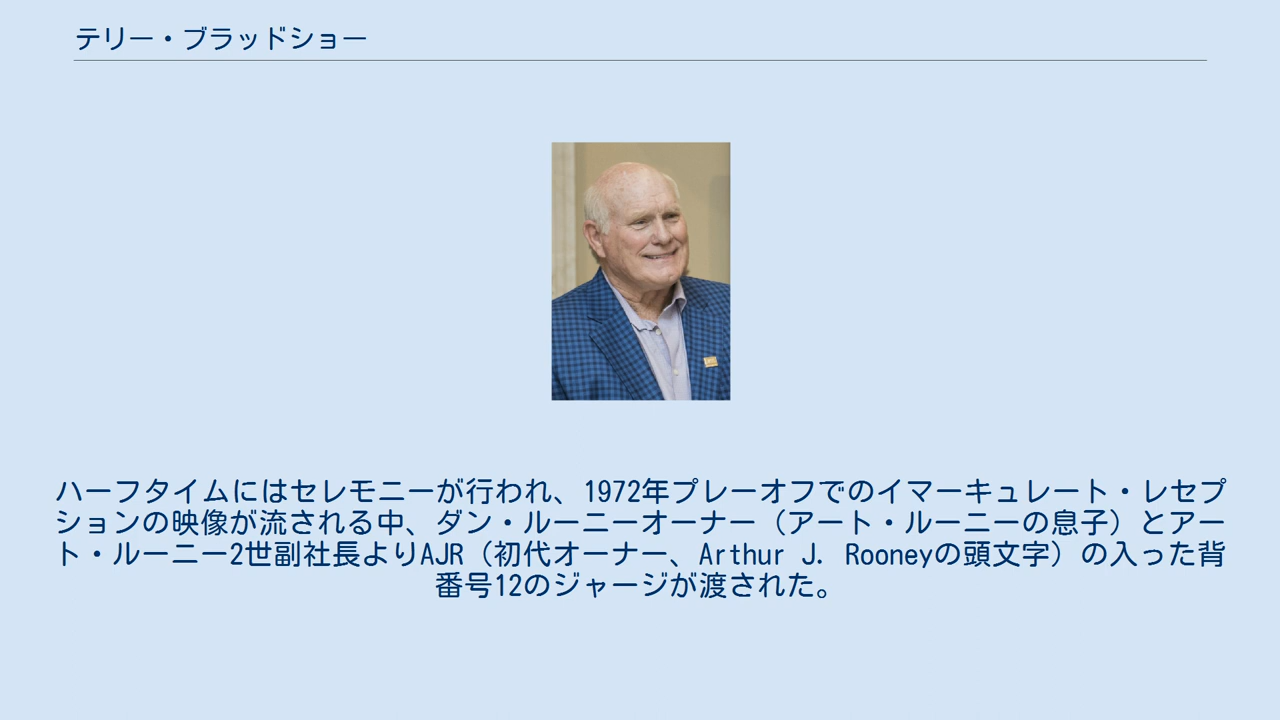 テリー・ブラッドショー
ハーフタイムにはセレモニーが行われ、1972年プレーオフでのイマーキュレート・レセプ
ションの映像が流される中、ダン・ルーニーオーナー（アート・ルーニーの息子）とアー
ト・ルーニー2世副社長よりAJR（初代オーナー、Arthur J. Rooneyの頭文字）の入った背
番号12のジャージが渡された。